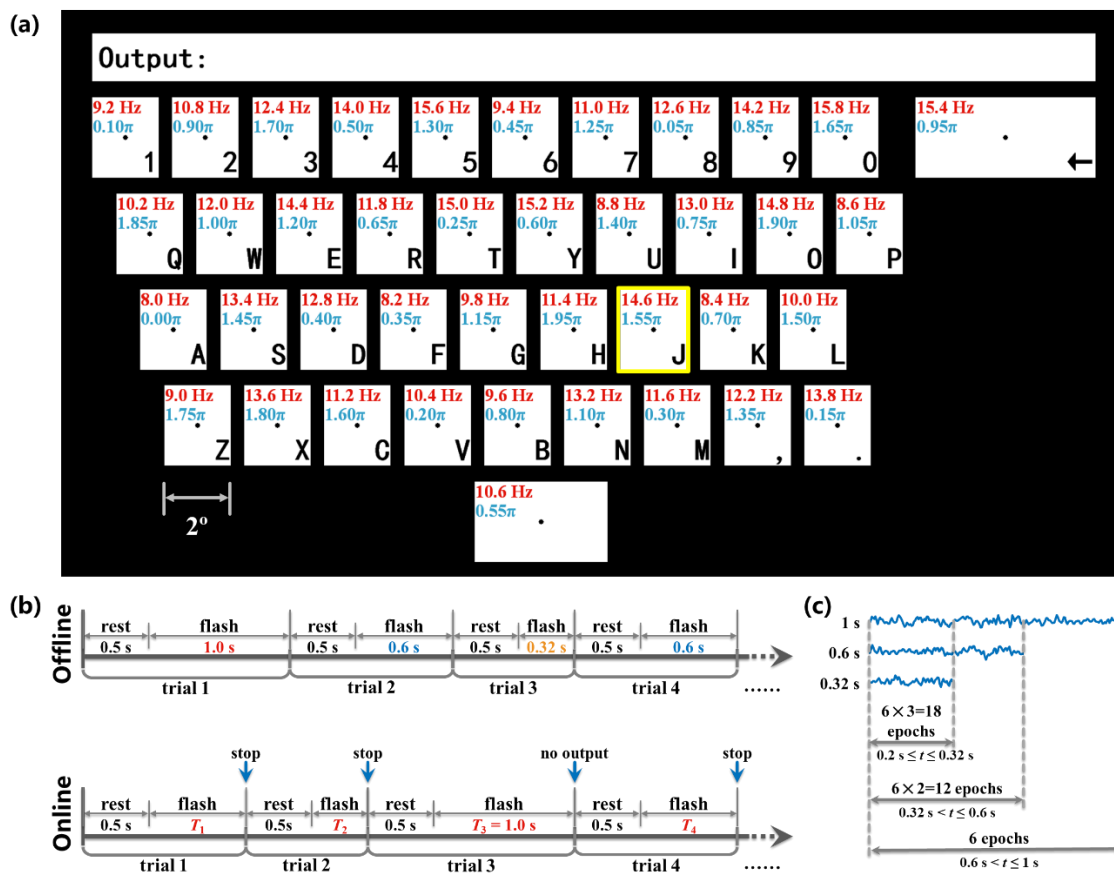 (a)
Output:
9.2 Hz 10.8 Hz 12.4 Hz 14.0 Hz 15.6 Hz 9.4 Hz 11.0 Hz 12.6 Hz 14.2 Hz 15.8 Hz 15.4 Hz
0.10π 0.90π 1.70π 0.50π 1.30π 0.45π 1.25π 0.05π 0.85π 1.65π 0.95π
1 2 3 4 5 6 7 8 9 0 ←
10.2 Hz 12.0 Hz 14.4 Hz 11.8 Hz 15.0 Hz 15.2 Hz 8.8 Hz 13.0 Hz 14.8 Hz 8.6 Hz
1.85π 1.00π 1.20π 0.65π 0.25π 0.60π 1.40π 0.75π 1.90π 1.05π
Q W E R T Y U I O P
8.0 Hz 13.4 Hz 12.8 Hz 8.2 Hz 9.8 Hz 11.4 Hz 14.6 Hz 8.4 Hz 10.0 Hz
0.00π 1.45π 0.40π 0.35π 1.15π 1.95π 1.55π 0.70π 1.50π
A S D F G H J K L
9.0 Hz 13.6 Hz 11.2 Hz 10.4 Hz 9.6 Hz 13.2 Hz 11.6 Hz 12.2 Hz 13.8 Hz
1.75π 1.80π 1.60π 0.20π 0.80π 1.10π 0.30π 1.35π 0.15π
Z X C V B N M , .
10.6 Hz
0.55π
2°
(b)
Offline
rest flash rest flash rest flash rest flash
0.5 s 1.0 s 0.5 s 0.6 s 0.5 s 0.32 s 0.5 s 0.6 s
trial 1 trial 2 trial 3 trial 4 ......
stop stop no output stop
Online
rest flash rest flash rest flash rest flash
0.5 s T1 0.5s T2 0.5 s T3 = 1.0 s 0.5 s T4
trial 1 trial 2 trial 3 trial 4 ......
(c)
1 s
0.6 s
0.32 s
6 × 3=18
epochs
0.2 s ≤ t ≤ 0.32 s
6 × 2=12 epochs
0.32 s < t ≤ 0.6 s
6 epochs
0.6 s < t ≤ 1 s